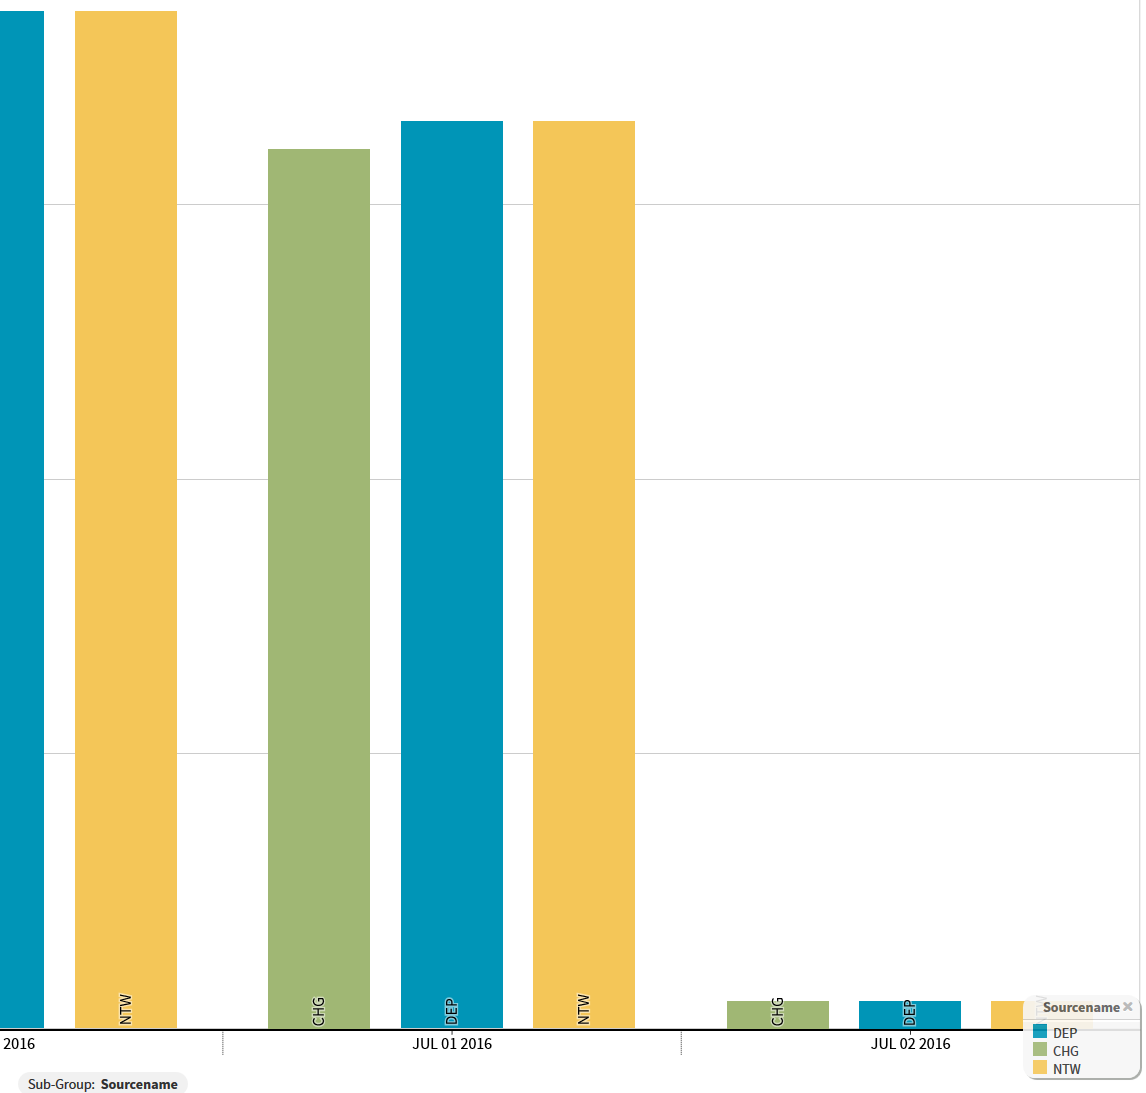 NTW
CHG
DEP
NTW
CHG
DEP
2016
JUL 01 2016
JUL 02 2016
Sourcename ×
DEP
CHG
NTW
Sub-Group: Sourcename